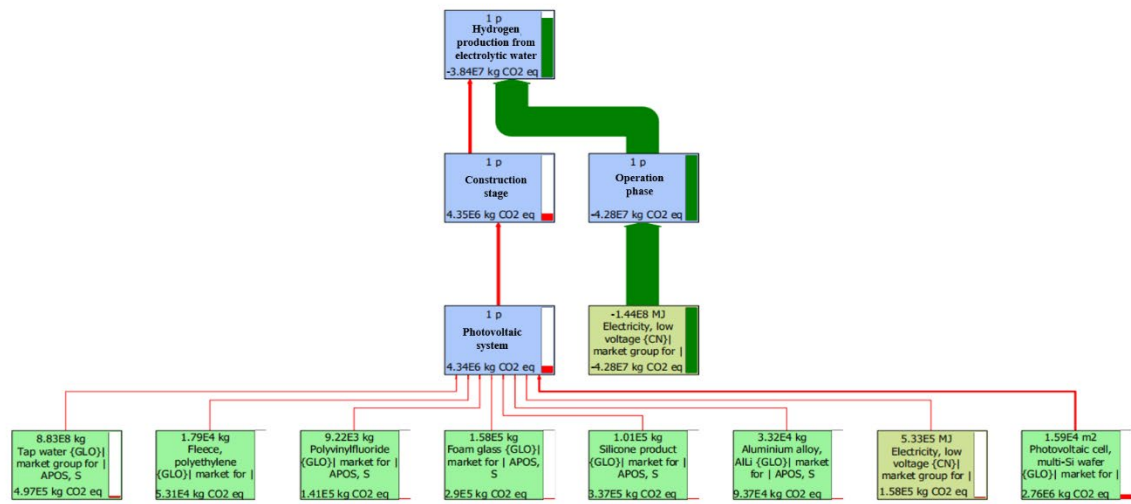 1 p
Hydrogen
production from
electrolytic water
-3.84E7 kg CO2 eq
1 p
Construction
stage
4.35E6 kg CO2 eq
1 p
Operation
phase
-4.28E7 kg CO2 eq
1 p
Photovoltaic
system
4.34E6 kg CO2 eq
-1.44E8 MJ
Electricity, low
voltage {CN}|
market group for |
-4.28E7 kg CO2 eq
8.83E8 kg
Tap water {GLO}|
market group for |
APOS, S
4.97E5 kg CO2 eq
1.79E4 kg
Fleece,
polyethylene
{GLO}| market for |
5.31E4 kg CO2 eq
9.22E3 kg
Polyvinylfluoride
{GLO}| market for |
APOS, S
1.41E5 kg CO2 eq
1.58E5 kg
Foam glass {GLO}|
market for | APOS,
S
2.9E5 kg CO2 eq
1.01E5 kg
Silicone product
{GLO}| market for |
APOS, S
3.37E5 kg CO2 eq
3.32E4 kg
Aluminium alloy,
AlLi {GLO}| market
for | APOS, S
9.37E4 kg CO2 eq
5.33E5 MJ
Electricity, low
voltage {CN}|
market group for |
1.58E5 kg CO2 eq
1.59E4 m2
Photovoltaic cell,
multi-Si wafer
{GLO}| market for |
2.76E6 kg CO2 eq